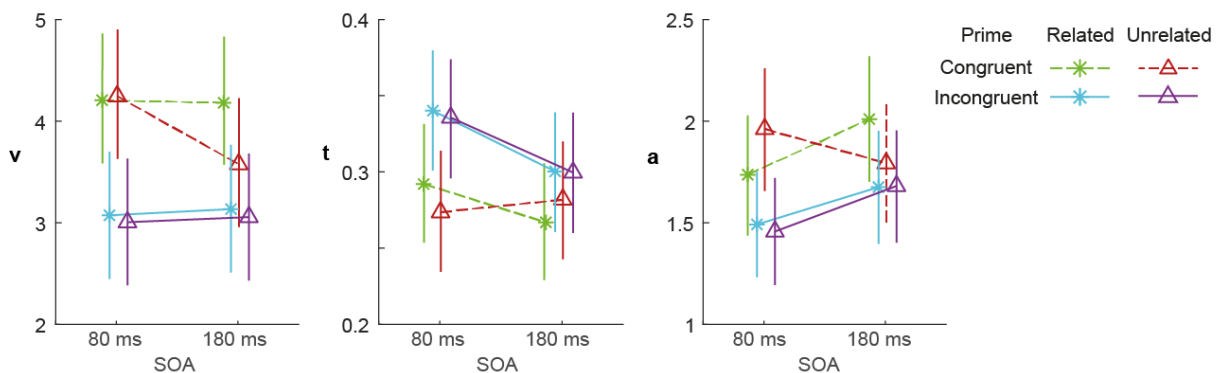 5
4
v
3
2
80 ms 180 ms
SOA
0.4
t
0.3
0.2
80 ms 180 ms
SOA
2.5
2
a
1.5
1
80 ms 180 ms
SOA
Prime Related Unrelated
Congruent
Incongruent